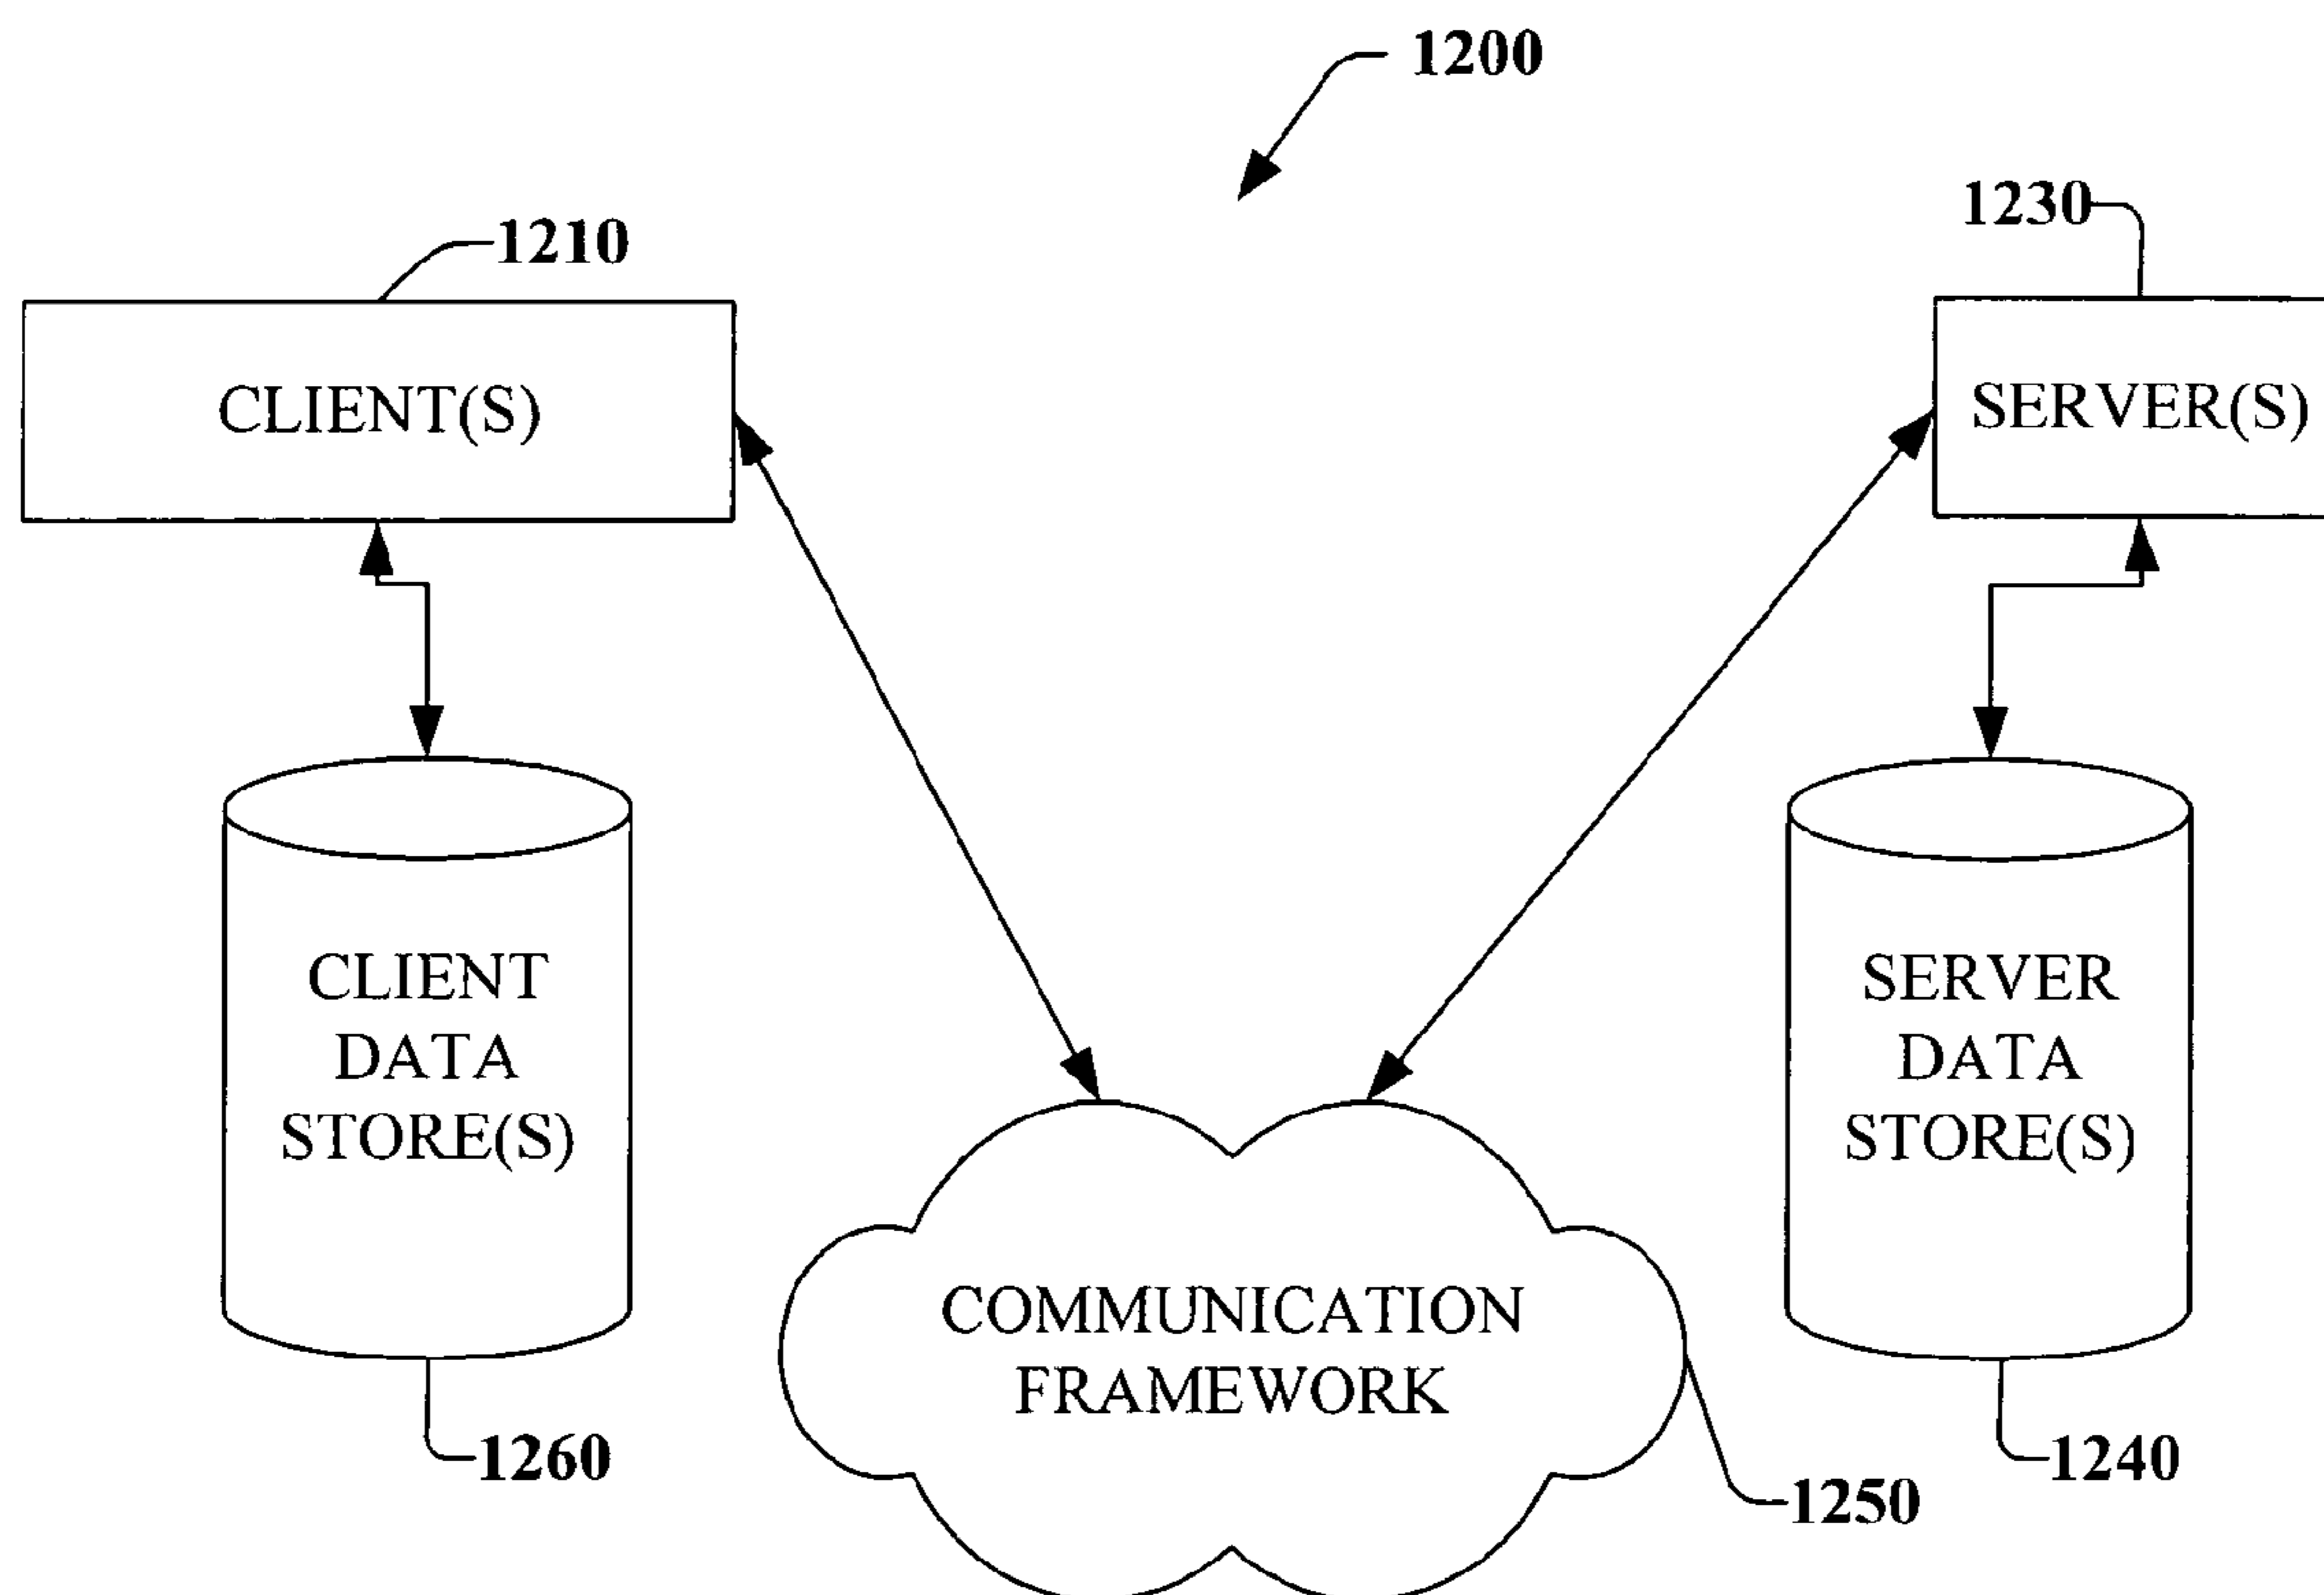 1200
1210
1230
CLIENT(S)
SERVER(S)
CLIENT
DATA
STORE(S)
SERVER
DATA
STORE(S)
COMMUNICATION
FRAMEWORK
1260
1240
1250